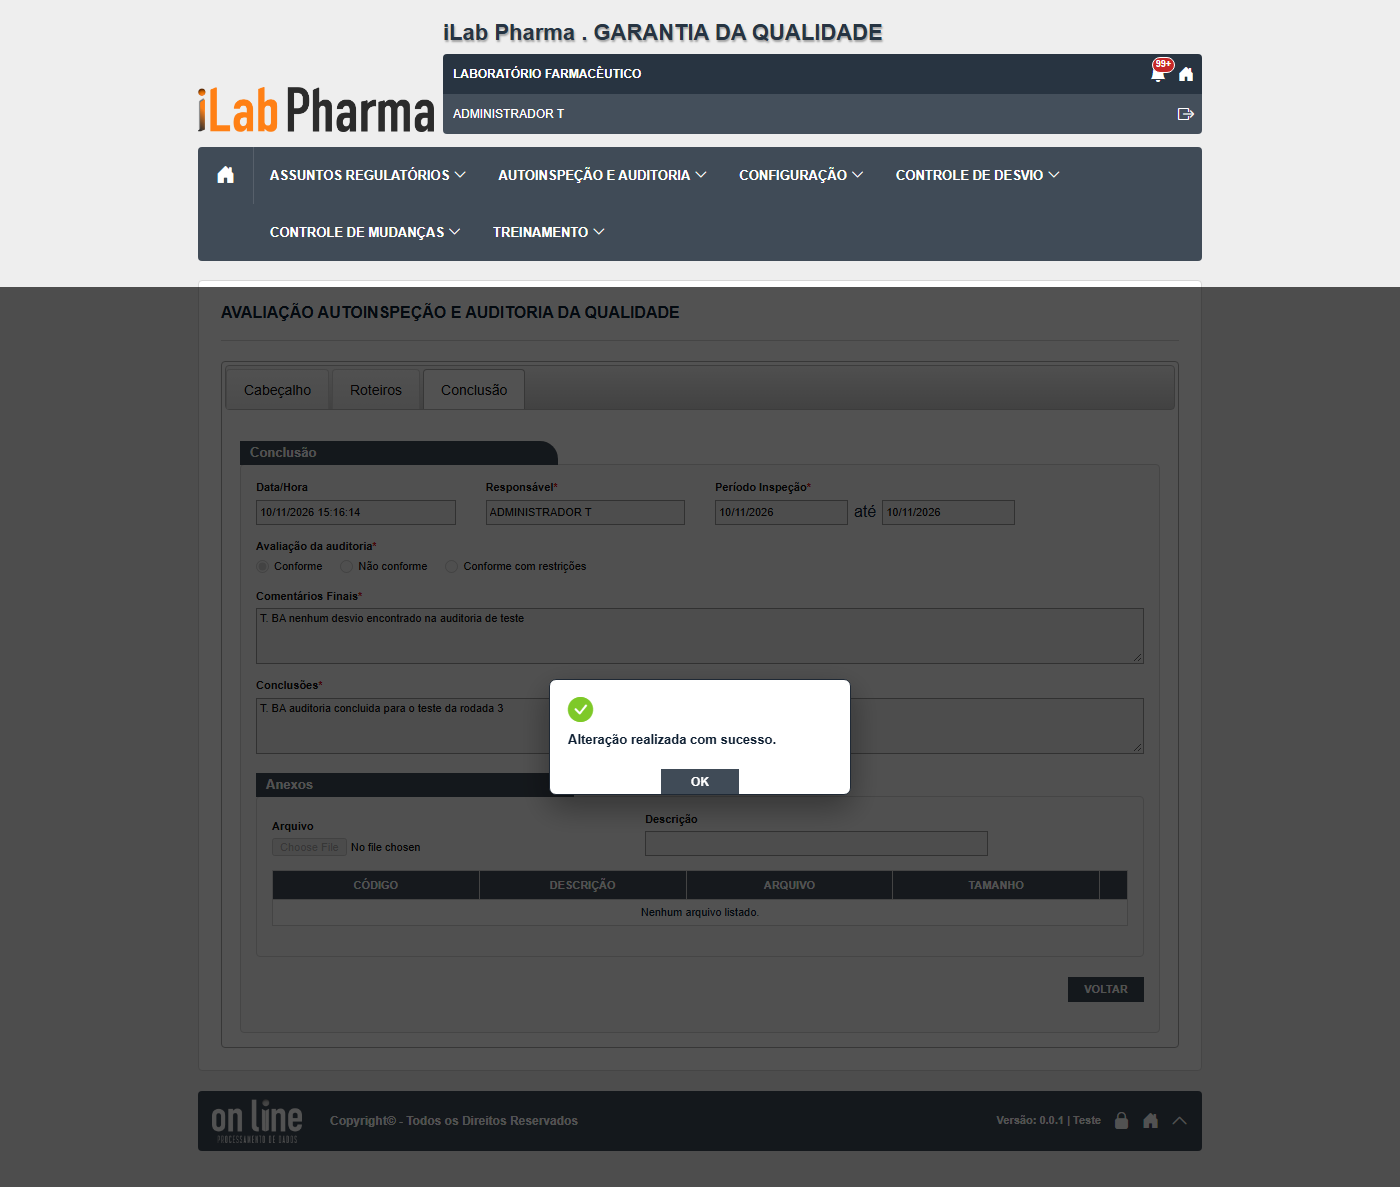 iLab Pharma . GARANTIA DA QUALIDADE
LABORATÓRIO FARMACÊUTICO
99+
iLab Pharma
ADMINISTRADOR T
ASSUNTOS REGULATÓRIOS
AUTOINSPEÇÃO E AUDITORIA
CONFIGURAÇÃO
CONTROLE DE DESVIO
CONTROLE DE MUDANÇAS
TREINAMENTO
AVALIAÇÃO AUTOINSPEÇÃO E AUDITORIA DA QUALIDADE
Cabeçalho
Roteiros
Conclusão
Conclusão
Data/Hora
Responsável*
Período Inspeção*
10/11/2026 15:16:14
ADMINISTRADOR T
10/11/2026 até 10/11/2026
Avaliação da auditoria*
Conforme
Não conforme
Conforme com restrições
Comentários Finais*
T. BA nenhum desvio encontrado na auditoria de teste
Conclusões*
T. BA auditoria concluida para o teste da rodada 3
Alteração realizada com sucesso.
OK
Anexos
Arquivo
Descrição
Choose File No file chosen
CÓDIGO
DESCRIÇÃO
ARQUIVO
TAMANHO
Nenhum arquivo listado.
VOLTAR
on line
PROCESSAMENTO DE DADOS
Copyright© - Todos os Direitos Reservados
Versão: 0.0.1 | Teste